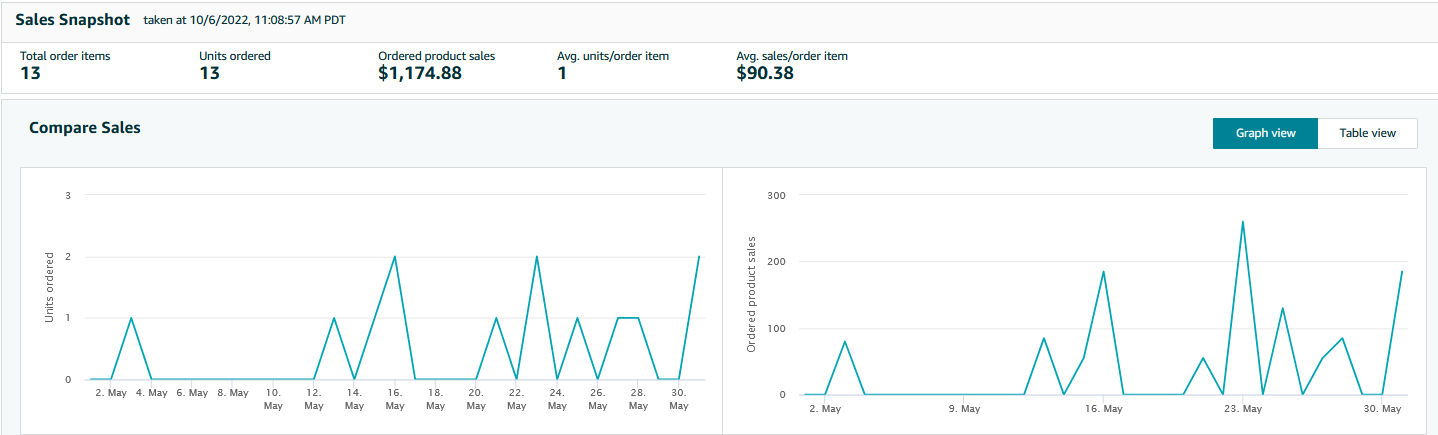 Sales Snapshot taken at 10/6/2022, 11:08:57 AM PDT
Total order items Units ordered Ordered product sales Avg. units/order item Avg. sales/order item
13 13 $1,174.88 1 $90.38
Compare Sales Graph view Table view
3
2
1
0
Units ordered
2. May 4. May 6. May 8. May 10. May 12. May 14. May 16. May 18. May 20. May 22. May 24. May 26. May 28. May 30. May
300
200
100
0
Ordered product sales
2. May 9. May 16. May 23. May 30. May